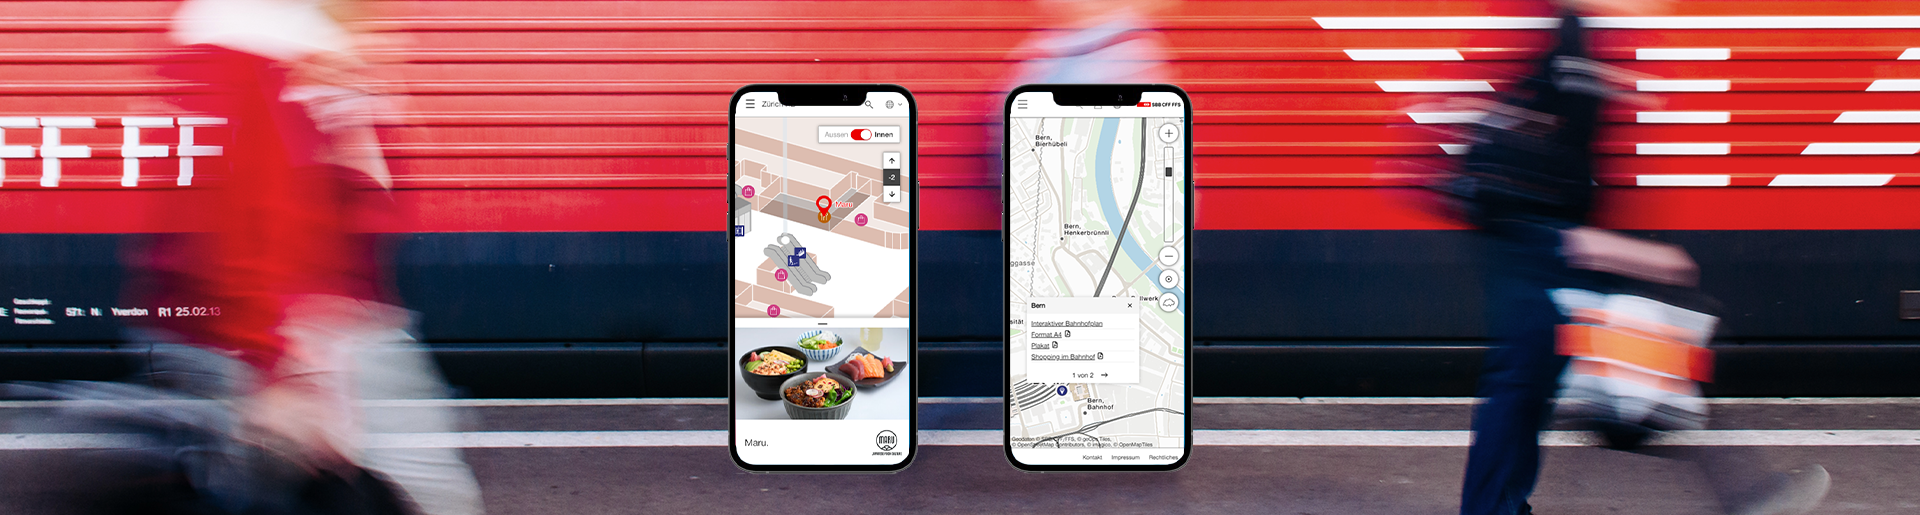 FF FF
571: N. Yverdon R1 25.02.13
Aussen Innen
-2
Maru
Maru.
MARU
SBB CFF FFS
Bern,
Bierhübeli
Bern,
Henkerbrünnli
Bern
Interaktiver Bahnhofplan
Format A4
Plakat
Shopping im Bahnhof
1 von 2
Bern,
Bahnhof
Geodaten © SBB CFF FFS, © geOps Tiles,
© OpenStreetMap Contributors, © imagico, © OpenMapTiles
Kontakt Impressum Rechtliches